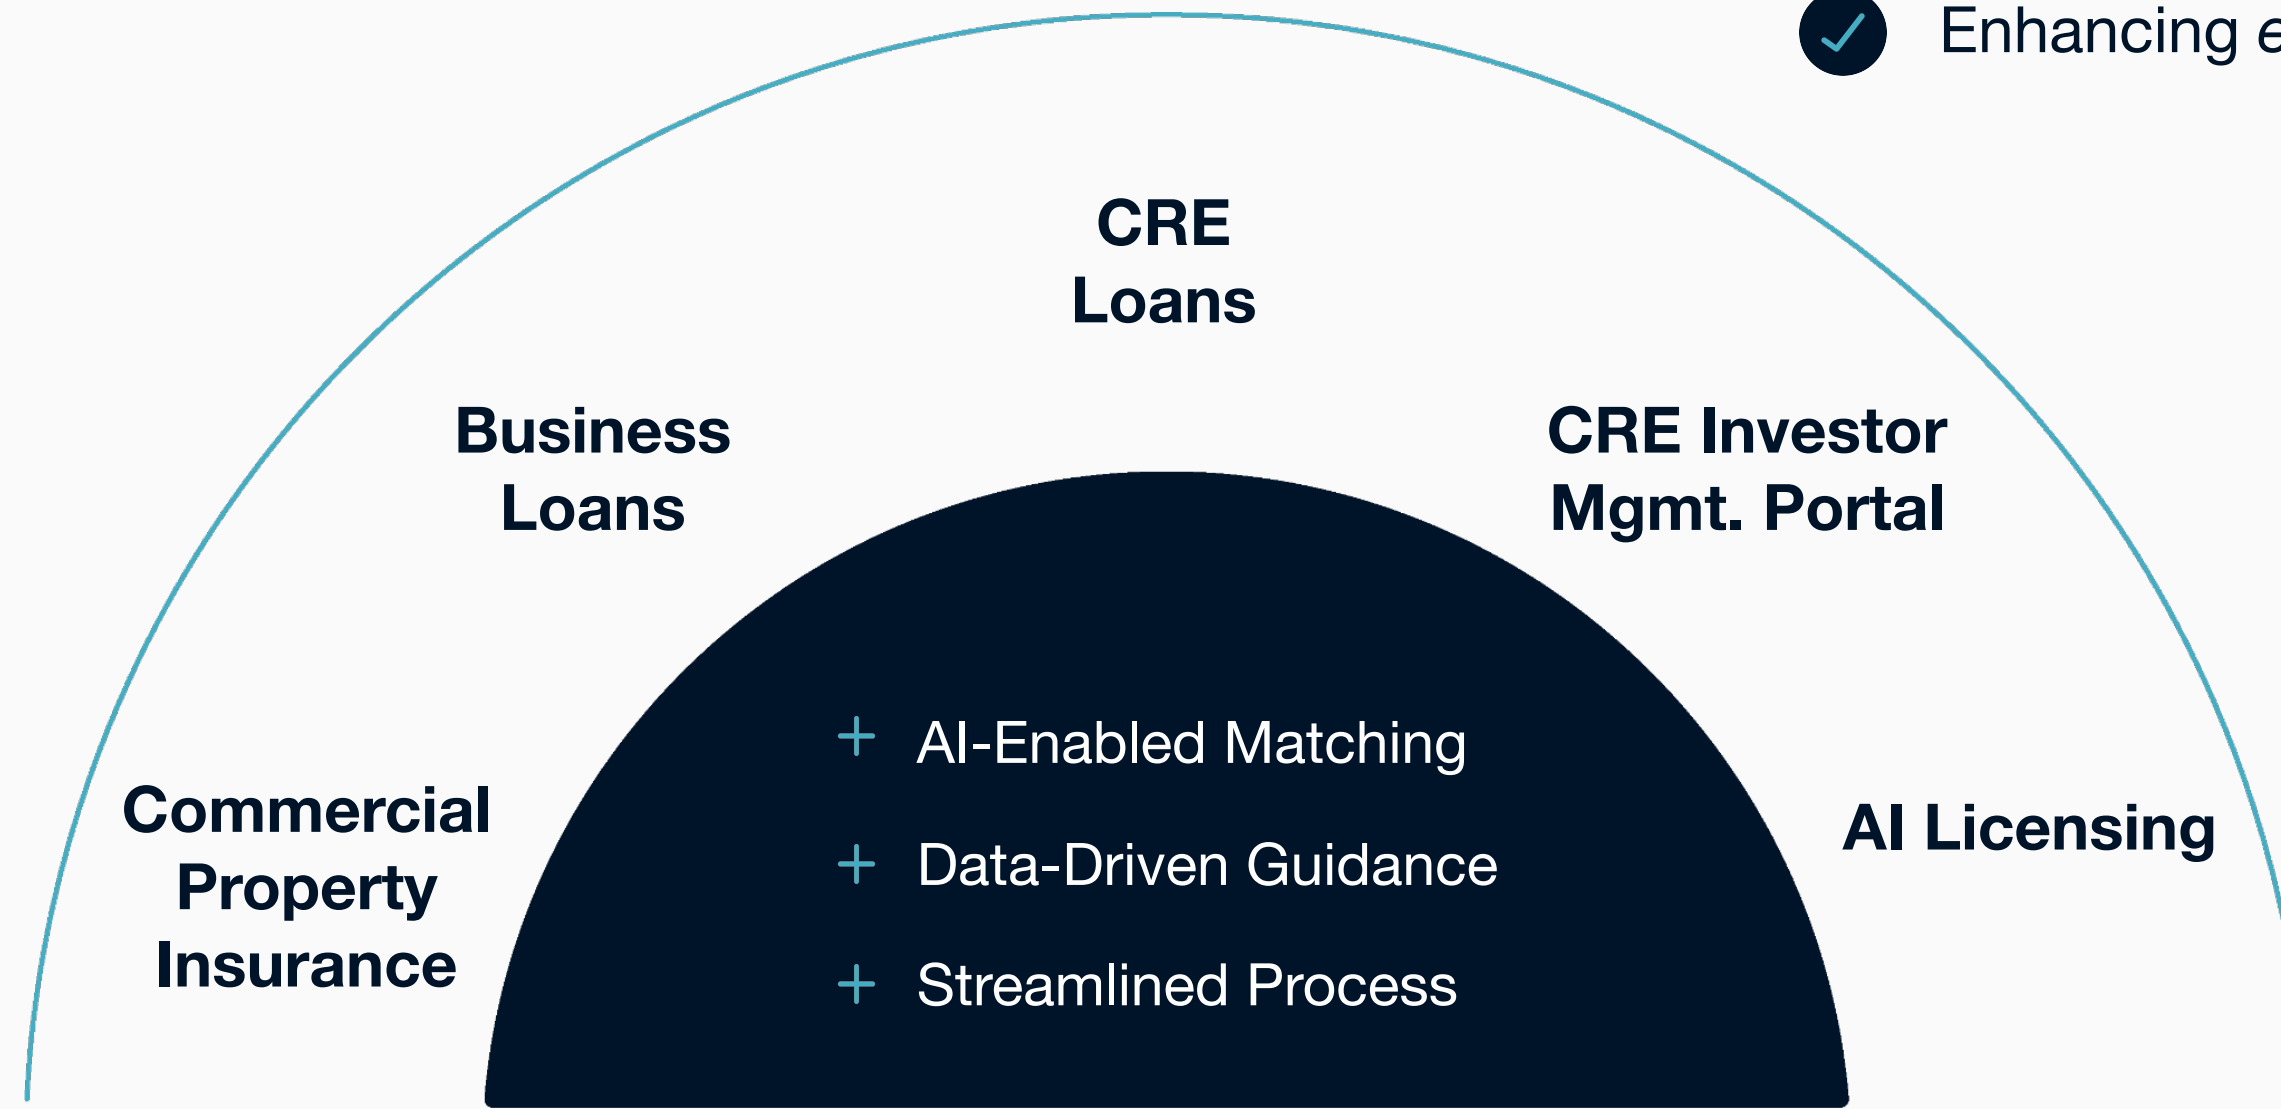 Enhancing
CRE
Loans
Business
Loans
CRE Investor
Mgmt. Portal
Commercial
Property
Insurance
AI Licensing
AI-Enabled Matching
Data-Driven Guidance
Streamlined Process